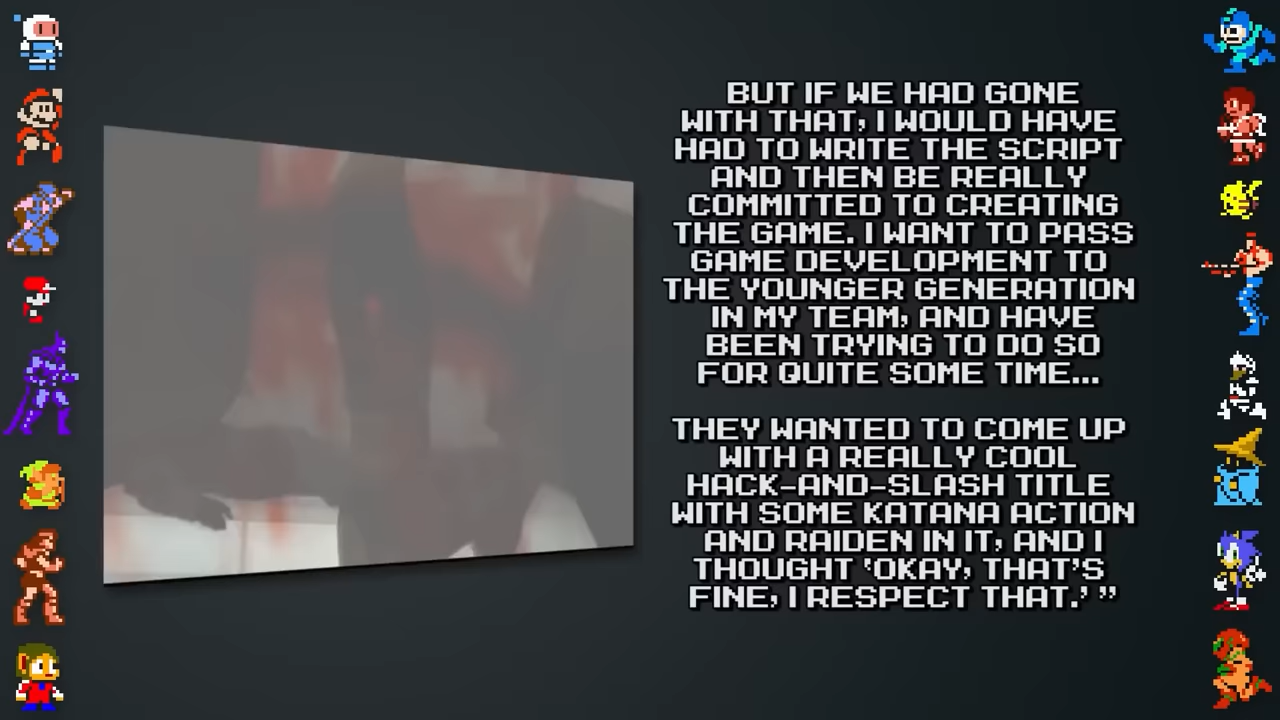 BUT IF WE HAD GONE
WITH THAT, I WOULD HAVE
HAD TO WRITE THE SCRIPT
AND THEN BE REALLY
COMMITTED TO CREATING
THE GAME. I WANT TO PASS
GAME DEVELOPMENT TO
THE YOUNGER GENERATION
IN MY TEAM, AND HAVE
BEEN TRYING TO DO SO
FOR QUITE SOME TIME...
THEY WANTED TO COME UP
WITH A REALLY COOL
HACK-AND-SLASH TITLE
WITH SOME KATANA ACTION
AND RAIDEN IN IT, AND I
THOUGHT ‘OKAY, THAT’S
FINE, I RESPECT THAT.’ ”